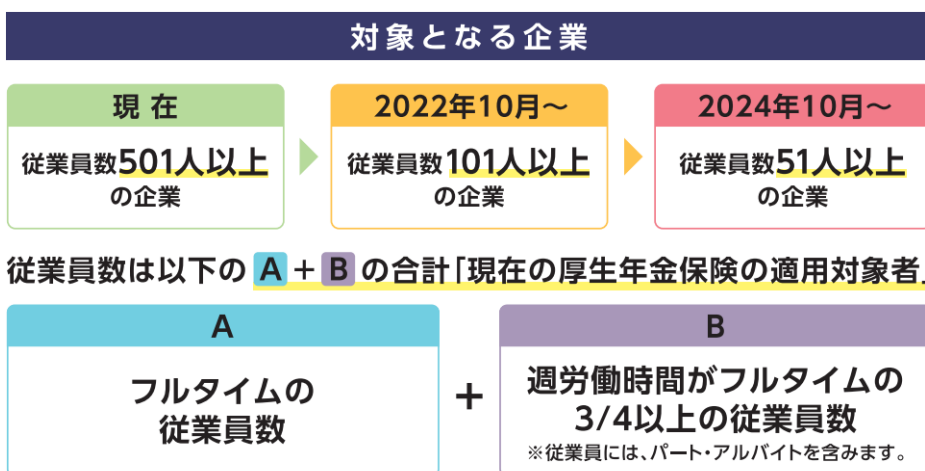 対象となる企業
現在
従業員数501人以上
の企業
2022年10月〜
従業員数101人以上
の企業
2024年10月〜
従業員数51人以上
の企業
従業員数は以下の A + B の合計「現在の厚生年金保険の適用対象者」
A
フルタイムの
従業員数
+
B
週労働時間がフルタイムの
3/4以上の従業員数
※従業員には、パート・アルバイトを含みます。